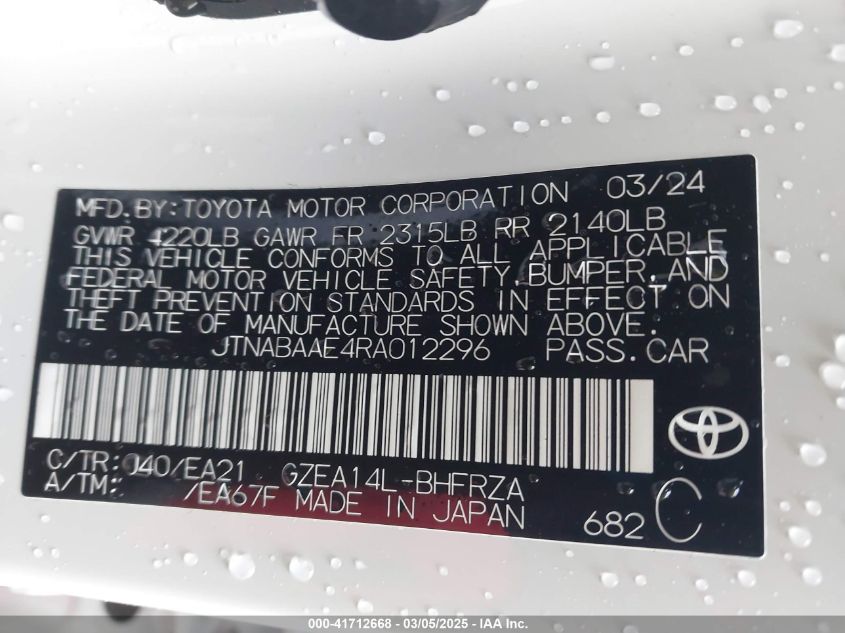 MFD.BY:TOYOTA MOTOR CORPORATION 03/24
GVWR 4220LB GAWR FR 2315LB RR 2140LB
THIS VEHICLE CONFORMS TO ALL APPLICABLE
FEDERAL MOTOR VEHICLE SAFETY,BUMPER,AND
THEFT PREVENTION STANDARDS IN EFFECT ON
THE DATE OF MANUFACTURE SHOWN ABOVE.
JTNABAAE4RA012296 PASS.CAR
C/TR:040/EA21 GZEA14L-BHFRZA
A/TM: /EA67F MADE IN JAPAN
682 C
000-41712668 - 03/05/2025 - IAA Inc.